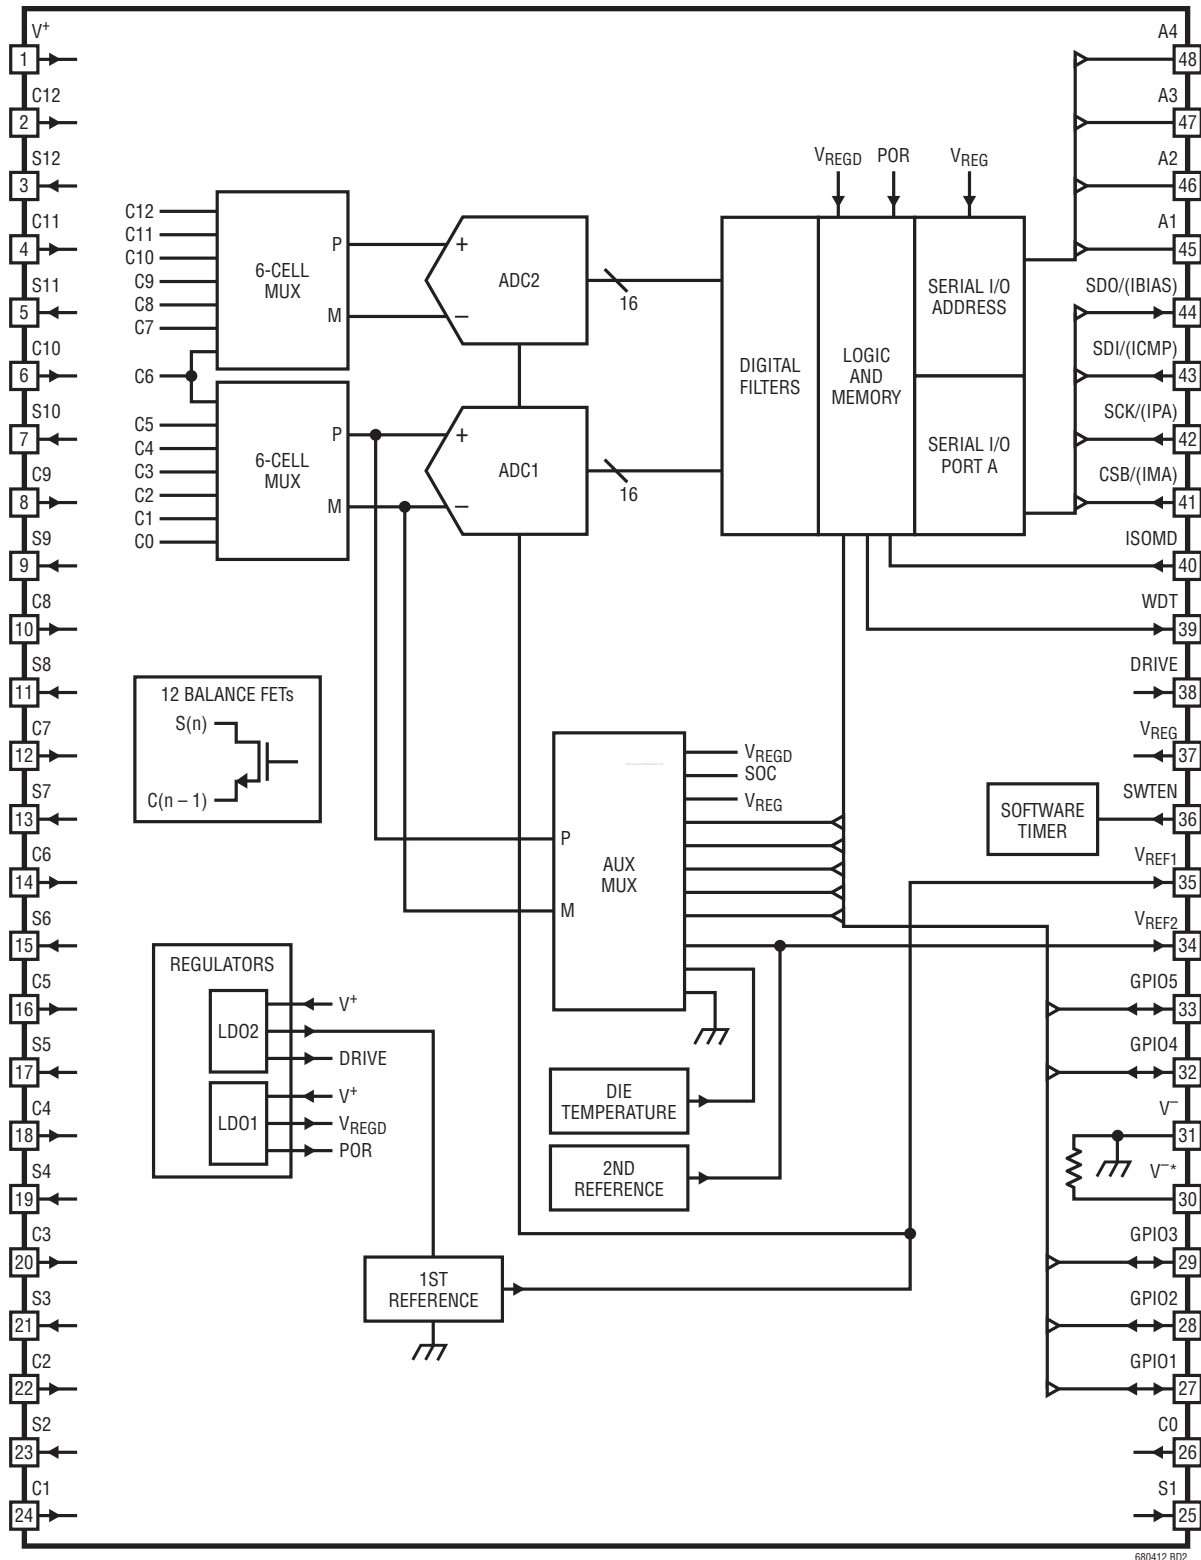 V+
1
C12
2
S12
3
C11
4
S11
5
C10
6
S10
7
C9
8
S9
9
C8
10
S8
11
C7
12
S7
13
C6
14
S6
15
C5
16
S5
17
C4
18
S4
19
C3
20
S3
21
C2
22
S2
23
C1
24
C12
C11
C10
C9
C8
C7
C6
C5
C4
C3
C2
C1
C0
6-CELL
MUX
P
M
6-CELL
MUX
P
M
+
ADC2
–
16
+
ADC1
–
16
VREGD
POR
VREG
DIGITAL
FILTERS
LOGIC
AND
MEMORY
SERIAL I/O
ADDRESS
SERIAL I/O
PORT A
12 BALANCE FETs
S(n)
C(n – 1)
P
M
AUX
MUX
VREGD
SOC
VREG
SOFTWARE
TIMER
REGULATORS
LDO2
V+
DRIVE
LDO1
V+
VREGD
POR
DIE
TEMPERATURE
2ND
REFERENCE
1ST
REFERENCE
A4
48
A3
47
A2
46
A1
45
SDO/(IBIAS)
44
SDI/(ICMP)
43
SCK/(IPA)
42
CSB/(IMA)
41
ISOMD
40
WDT
39
DRIVE
38
VREG
37
SWTEN
36
VREF1
35
VREF2
34
GPIO5
33
GPIO4
32
V–
31
V–*
30
GPIO3
29
GPIO2
28
GPIO1
27
C0
26
S1
25
680412 BD2